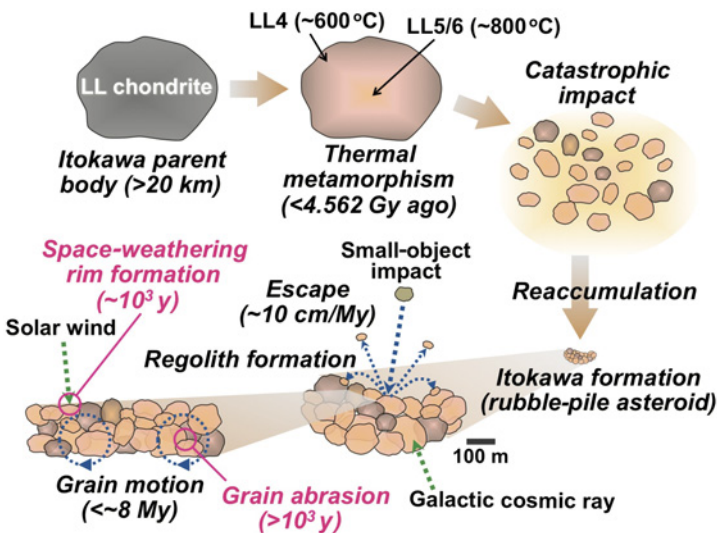 LL4 (~600°C)
LL5/6 (~800°C)
LL chondrite
Itokawa parent
body (>20 km)
Thermal
metamorphism
(<4.562 Gy ago)
Catastrophic
impact
Reaccumulation
Itokawa formation
(rubble-pile asteroid)
Small-object
impact
Escape
(~10 cm/My)
Regolith formation
100 m
Galactic cosmic ray
Space-weathering
rim formation
(~10³ y)
Solar wind
Grain motion
(<~8 My)
Grain abrasion
(>10³ y)